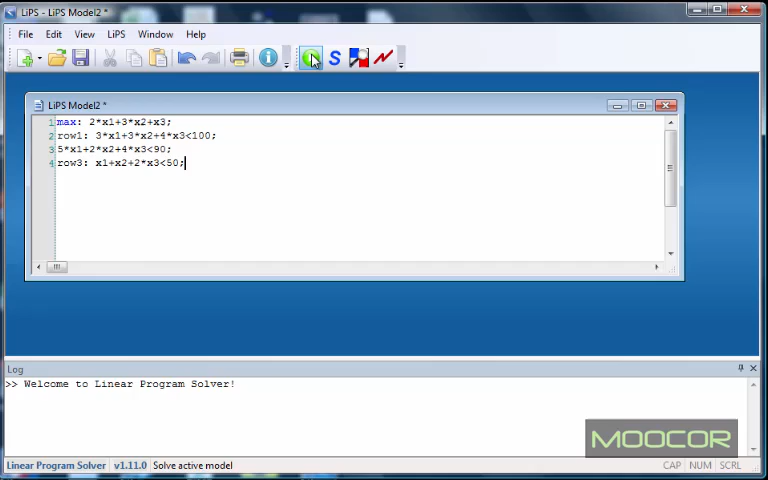 LiPS - LiPS Model2 *
File Edit View LiPS Window Help
LiPS Model2 *
1 max: 2*x1+3*x2+x3;
2 row1: 3*x1+3*x2+4*x3<100;
3 5*x1+2*x2+4*x3<90;
4 row3: x1+x2+2*x3<50;
Log
>> Welcome to Linear Program Solver!
MOOCOR
Linear Program Solver v1.11.0 Solve active model CAP NUM SCRL